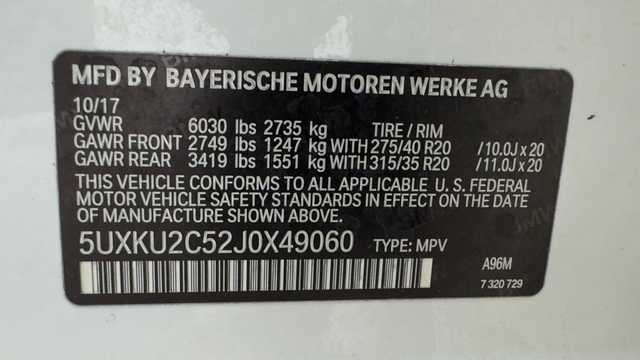 MFD BY BAYERISCHE MOTOREN WERKE AG
10/17
GVWR 6030 lbs 2735 kg TIRE / RIM
GAWR FRONT 2749 lbs 1247 kg WITH 275/40 R20 /10.0J x 20
GAWR REAR 3419 lbs 1551 kg WITH 315/35 R20 /11.0J x 20
THIS VEHICLE CONFORMS TO ALL APPLICABLE U. S. FEDERAL
MOTOR VEHICLE SAFETY STANDARDS IN EFFECT ON THE
DATE OF MANUFACTURE SHOWN ABOVE.
5UXKU2C52J0X49060 TYPE: MPV
A96M
7 320 729